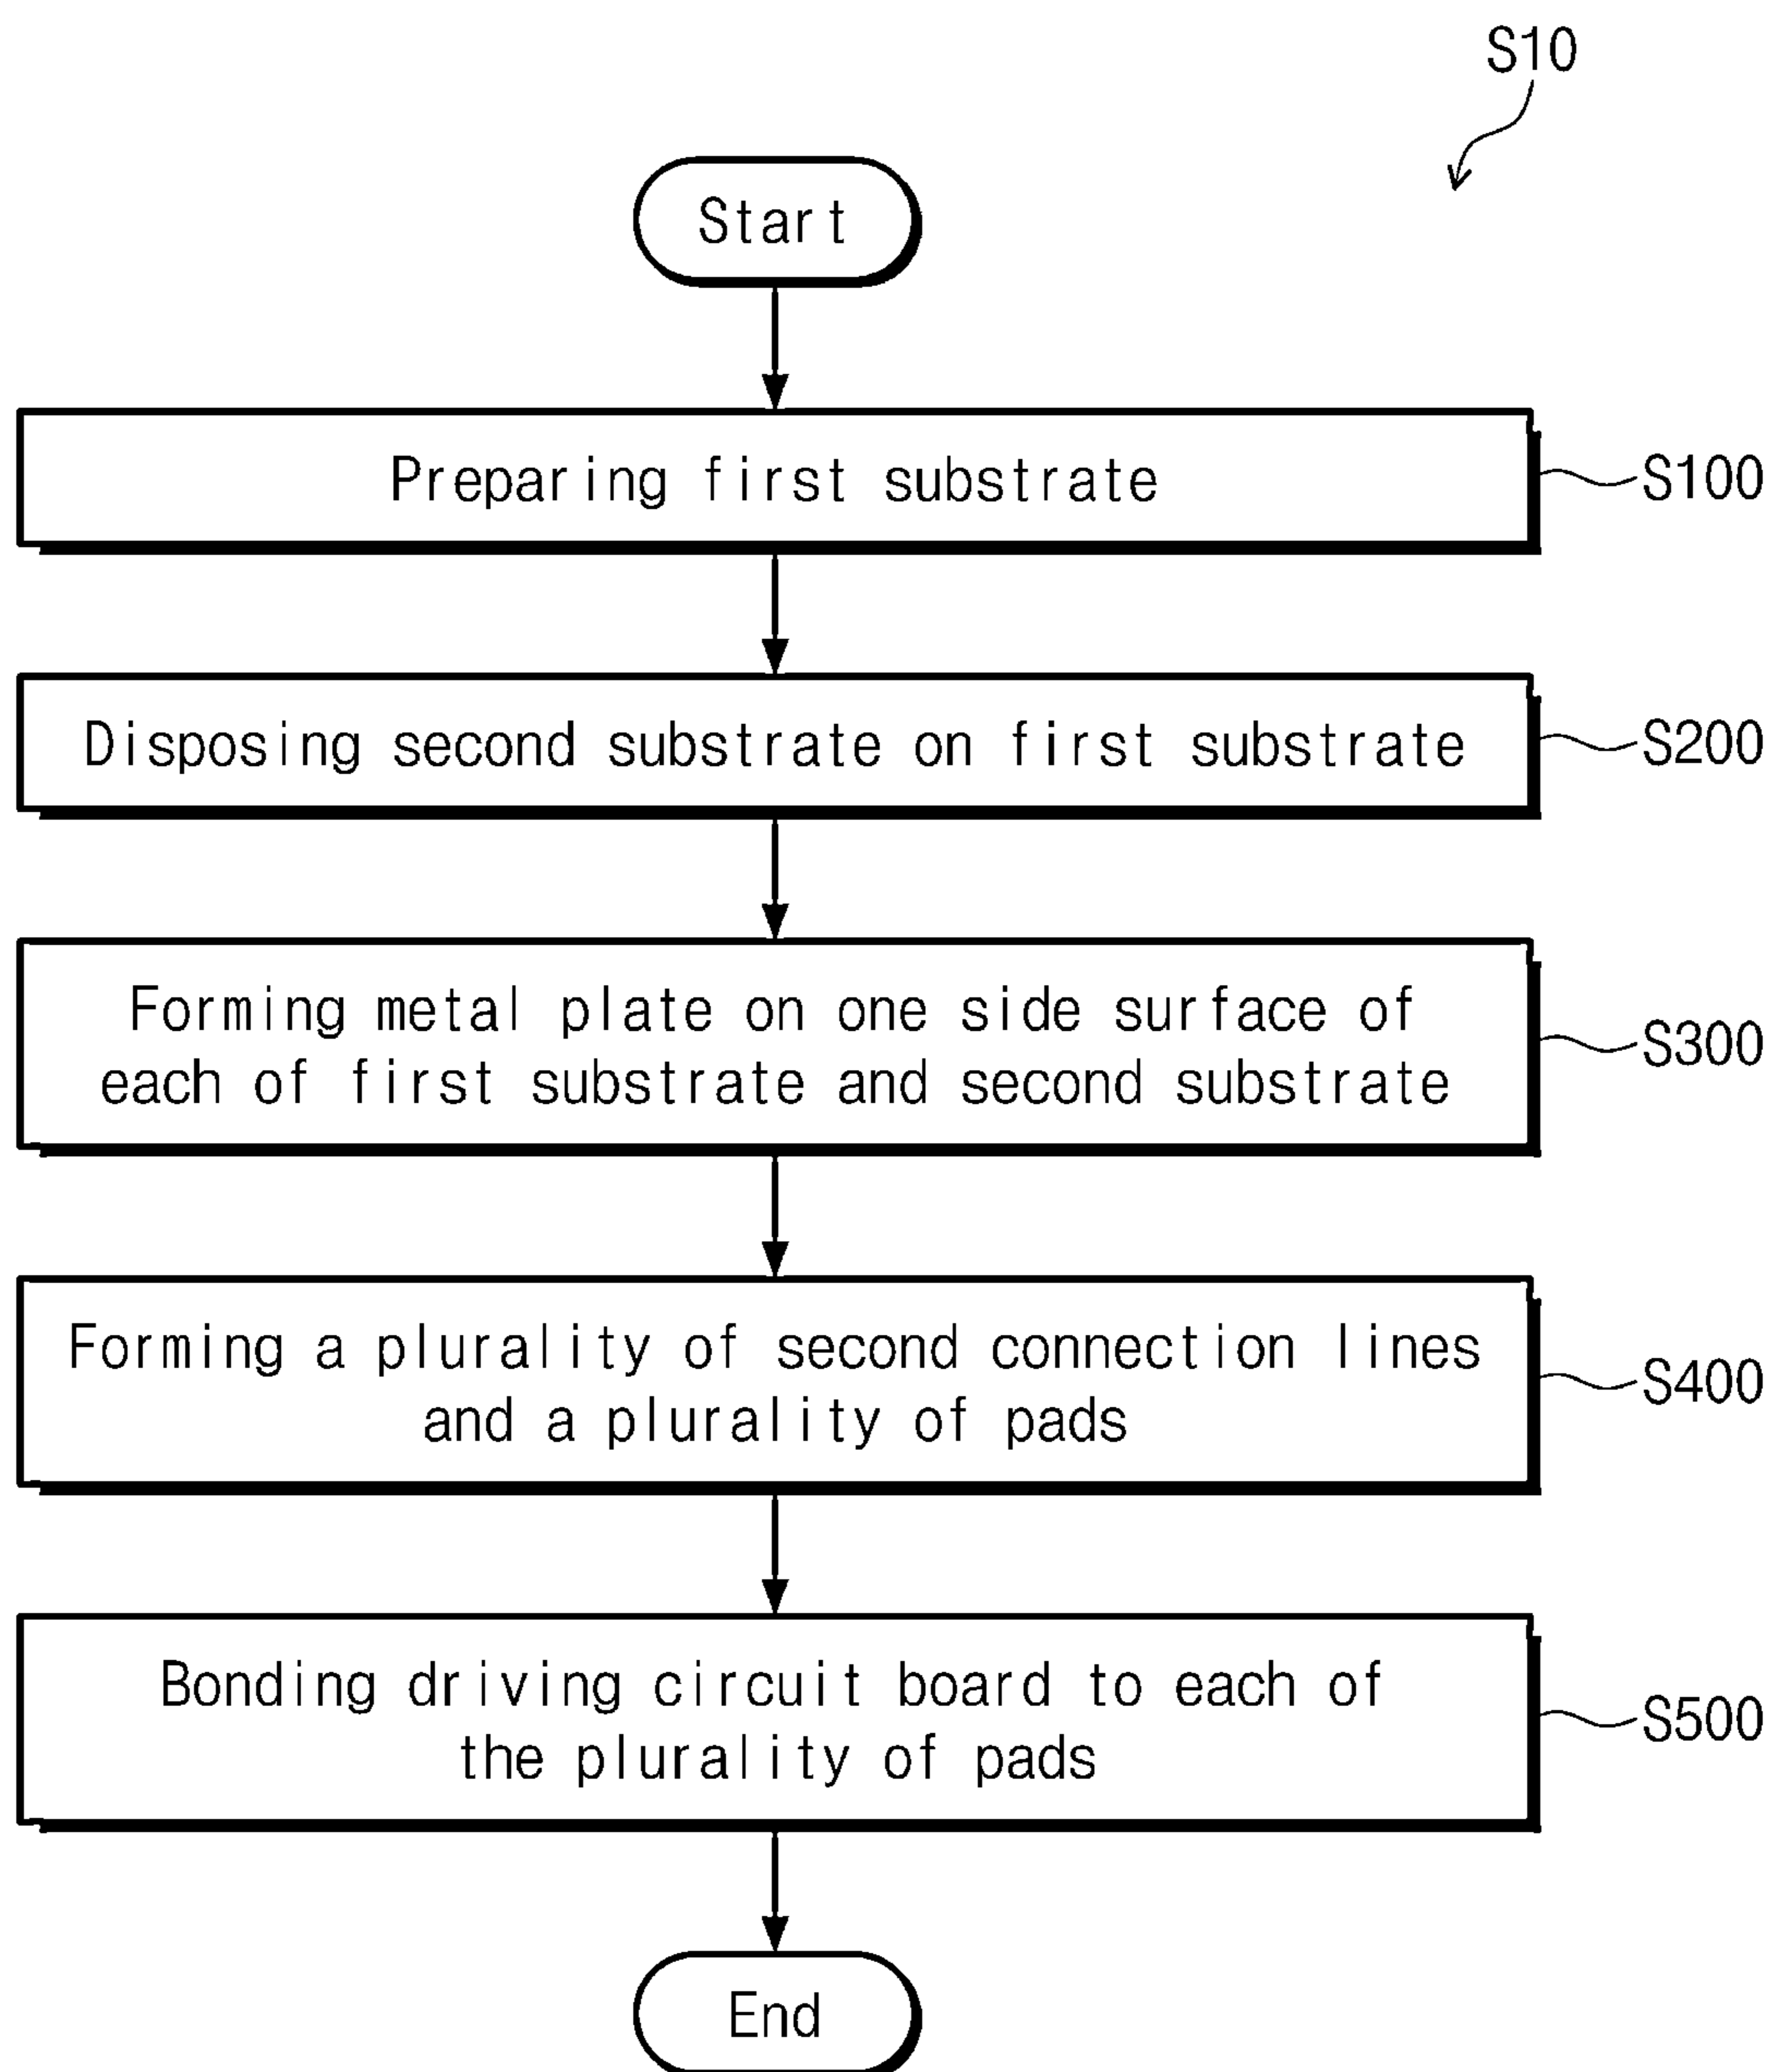 S10
Start
Preparing first substrate
S100
Disposing second substrate on first substrate
S200
Forming metal plate on one side surface of
each of first substrate and second substrate
S300
Forming a plurality of second connection lines
and a plurality of pads
S400
Bonding driving circuit board to each of
the plurality of pads
S500
End